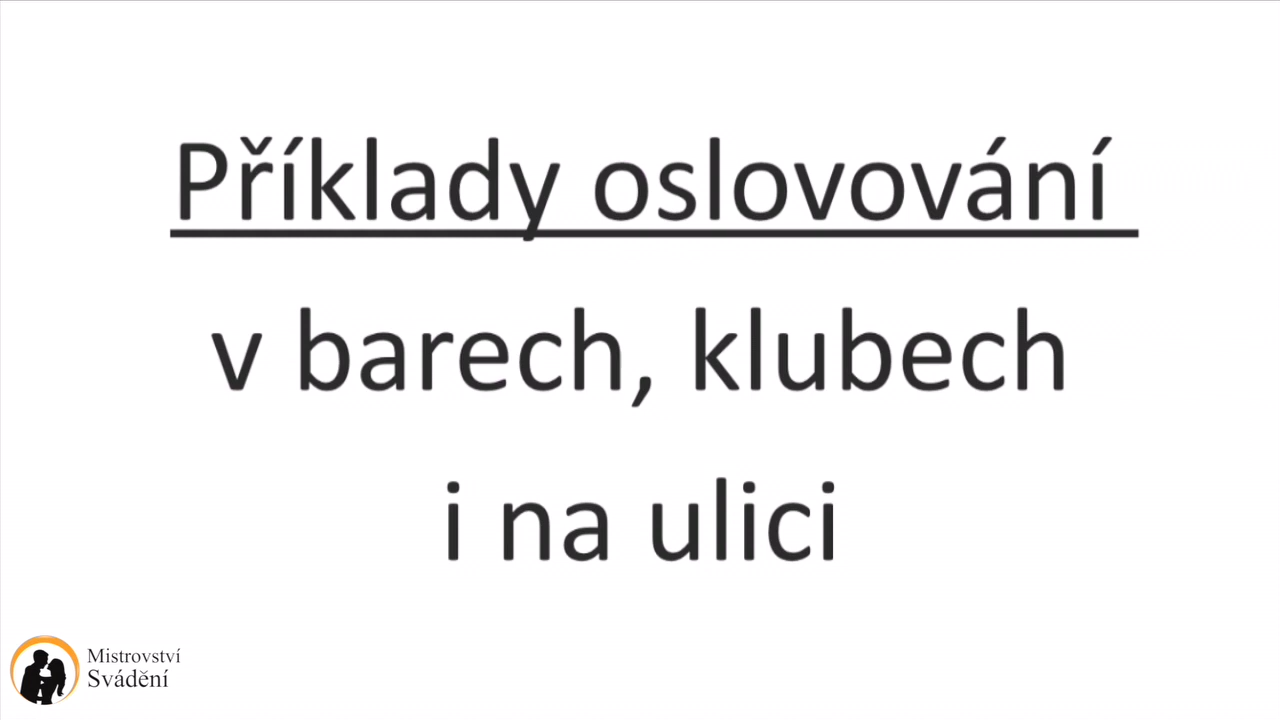 Příklady oslovování
v barech, klubech
i na ulici
Mistrovství
Svádění